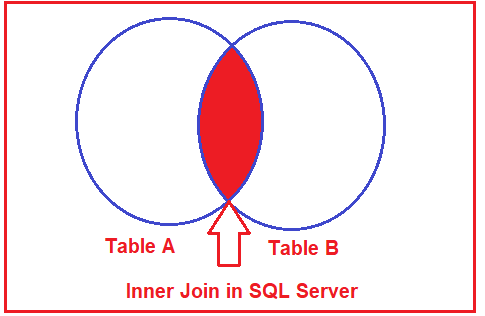 Table A
Table B
Inner Join in SQL Server